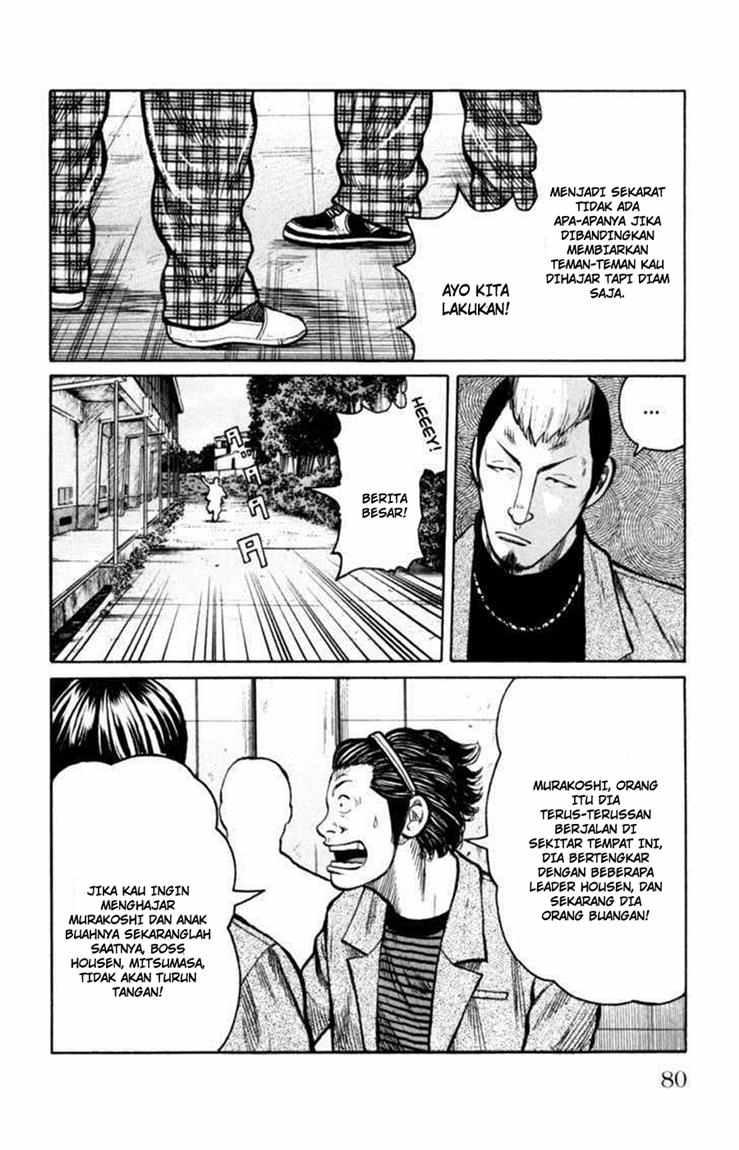 MENJADI SEKARAT
TIDAK ADA
APA-APANYA JIKA
DIBANDINGKAN
MEMBIARKAN
TEMAN-TEMAN KAU
DIHAJAR TAPI DIAM
SAJA.
AYO KITA
LAKUKAN!
...
HEEEY!
BERITA
BESAR!
MURAKOSHI, ORANG
ITU DIA
TERUS-TERUSSAN
BERJALAN DI
SEKITAR TEMPAT INI,
DIA BERTENGKAR
DENGAN BEBERAPA
LEADER HOUSEN, DAN
SEKARANG DIA
ORANG BUANGAN!
JIKA KAU INGIN
MENGHAJAR
MURAKOSHI DAN ANAK
BUAHNYA SEKARANGLAH
SAATNYA, BOSS
HOUSEN, MITSUMASA,
TIDAK AKAN TURUN
TANGAN!
80